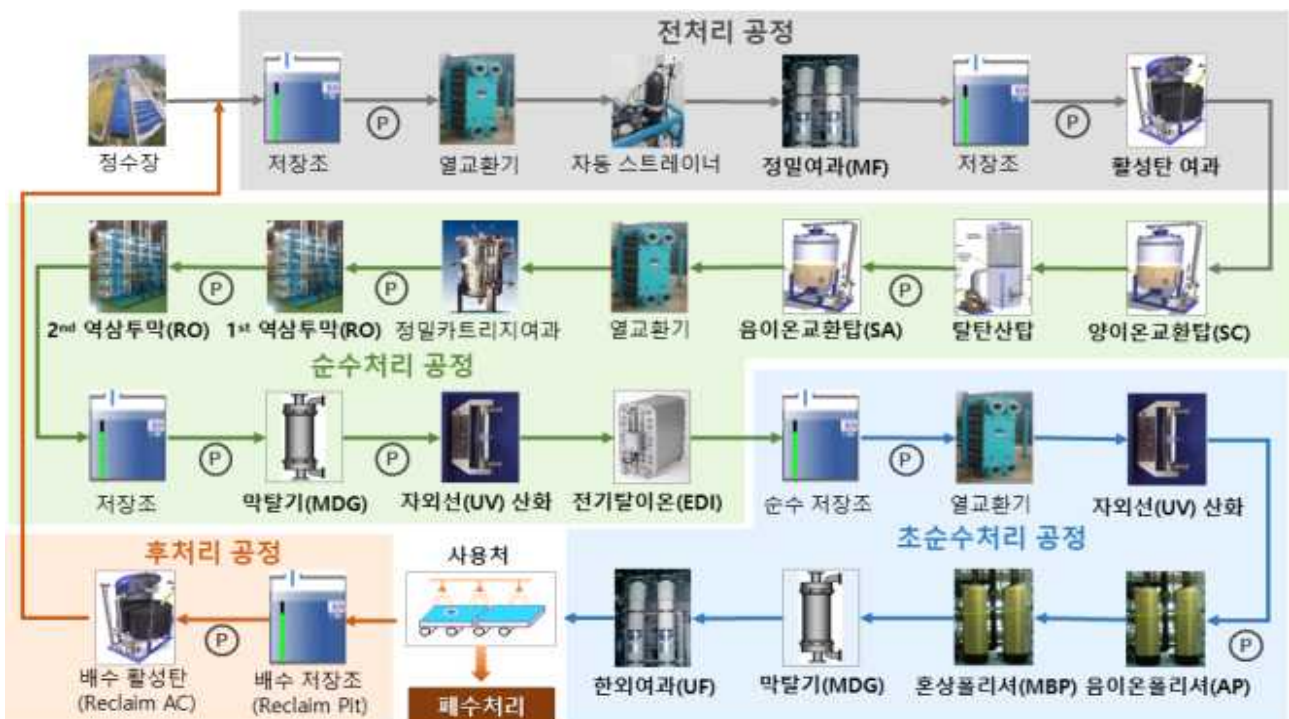 전처리 공정
정수장
저장조
P
열교환기
자동 스트레이너
정밀여과(MF)
저장조
P
활성탄 여과
2nd 역삼투막(RO)
P
1st 역삼투막(RO)
P
정밀카트리지여과
열교환기
음이온교환탑(SA)
P
탈탄산탑
양이온교환탑(SC)
순수처리 공정
저장조
P
막탈기(MDG)
P
자외선(UV) 산화
전기탈이온(EDI)
순수 저장조
P
열교환기
자외선(UV) 산화
초순수처리 공정
후처리 공정
배수 활성탄
(Reclaim AC)
P
배수 저장조
(Reclaim Pit)
사용처
폐수처리
한외여과(UF)
막탈기(MDG)
혼상폴리셔(MBP)
음이온폴리셔(AP)
P